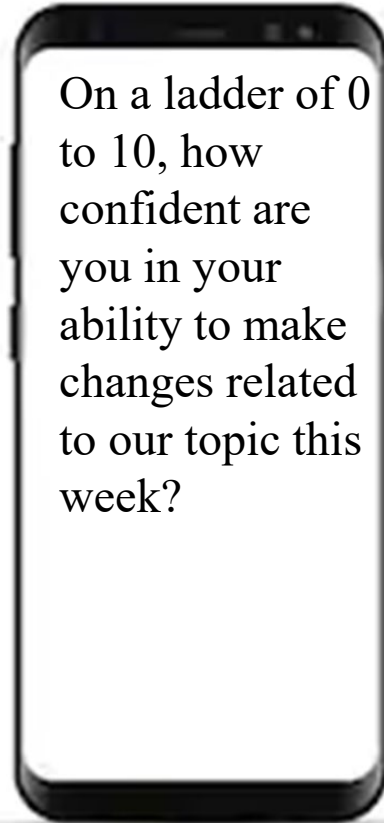 On a ladder of 0
to 10, how
confident are
you in your
ability to make
changes related
to our topic this
week?